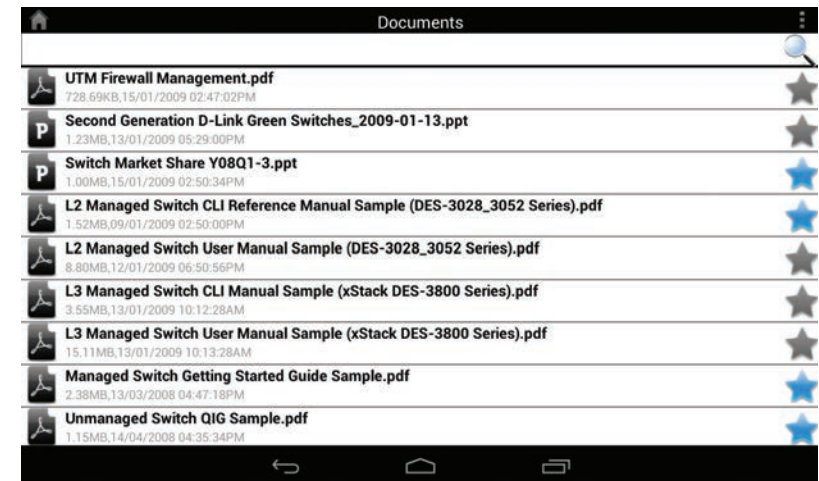 Documents
UTM Firewall Management.pdf
728.69KB,15/01/2009 02:47:02PM
Second Generation D-Link Green Switches_2009-01-13.ppt
1.23MB,13/01/2009 05:29:00PM
Switch Market Share Y08Q1-3.ppt
1.00MB,15/01/2009 02:50:34PM
L2 Managed Switch CLI Reference Manual Sample (DES-3028_3052 Series).pdf
1.52MB,09/01/2009 02:50:00PM
L2 Managed Switch User Manual Sample (DES-3028_3052 Series).pdf
8.80MB,12/01/2009 06:50:56PM
L3 Managed Switch CLI Manual Sample (xStack DES-3800 Series).pdf
3.55MB,13/01/2009 10:12:28AM
L3 Managed Switch User Manual Sample (xStack DES-3800 Series).pdf
15.11MB,13/01/2009 10:13:28AM
Managed Switch Getting Started Guide Sample.pdf
2.38MB,13/03/2008 04:47:18PM
Unmanaged Switch QIG Sample.pdf
1.15MB,14/04/2008 04:35:34PM